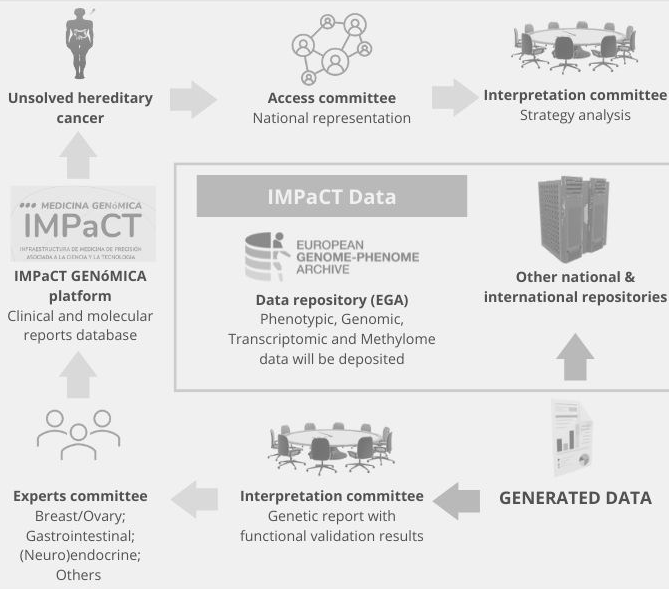 Unsolved hereditary
cancer
Access committee
National representation
Interpretation committee
Strategy analysis
MEDICINA GENóMICA
IMPaCT
INFRAESTRUCTURA DE MEDICINA DE PRECISIÓN
ASOCIADA A LA CIENCIA Y LA TECNOLOGÍA
IMPaCT GENóMICA
platform
Clinical and molecular
reports database
IMPaCT Data
EUROPEAN
GENOME-PHENOME
ARCHIVE
Data repository (EGA)
Phenotypic, Genomic,
Transcriptomic and Methylome
data will be deposited
Other national &
international repositories
Experts committee
Breast/Ovary;
Gastrointestinal;
(Neuro)endocrine;
Others
Interpretation committee
Genetic report with
functional validation results
GENERATED DATA